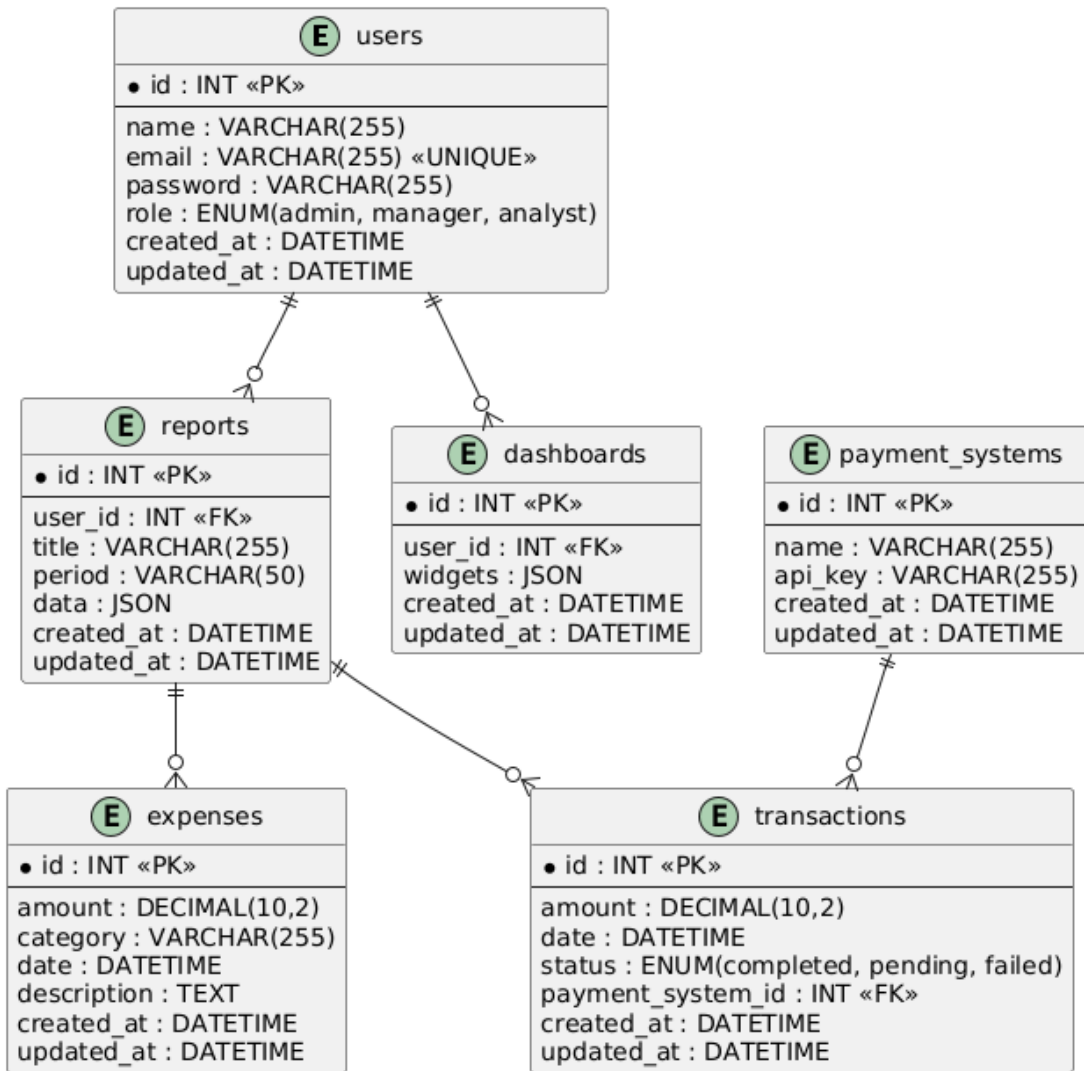 E users
id : INT «PK»
name : VARCHAR(255)
email : VARCHAR(255) «UNIQUE»
password : VARCHAR(255)
role : ENUM(admin, manager, analyst)
created_at : DATETIME
updated_at : DATETIME
E reports
id : INT «PK»
user_id : INT «FK»
title : VARCHAR(255)
period : VARCHAR(50)
data : JSON
created_at : DATETIME
updated_at : DATETIME
E dashboards
id : INT «PK»
user_id : INT «FK»
widgets : JSON
created_at : DATETIME
updated_at : DATETIME
E payment_systems
id : INT «PK»
name : VARCHAR(255)
api_key : VARCHAR(255)
created_at : DATETIME
updated_at : DATETIME
E expenses
id : INT «PK»
amount : DECIMAL(10,2)
category : VARCHAR(255)
date : DATETIME
description : TEXT
created_at : DATETIME
updated_at : DATETIME
E transactions
id : INT «PK»
amount : DECIMAL(10,2)
date : DATETIME
status : ENUM(completed, pending, failed)
payment_system_id : INT «FK»
created_at : DATETIME
updated_at : DATETIME